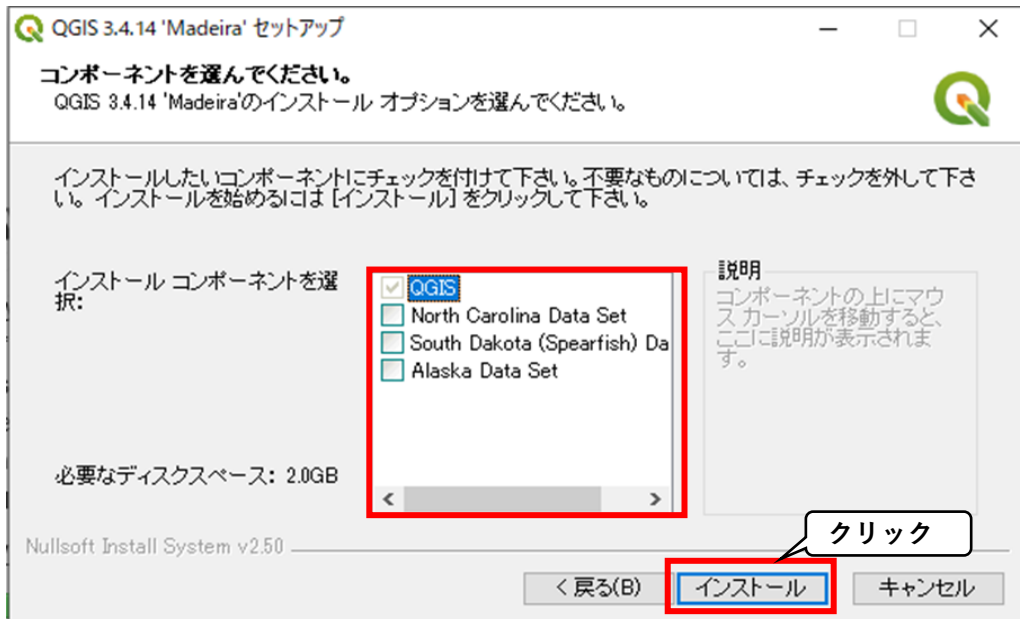 QGIS 3.4.14 'Madeira' セットアップ
コンポーネントを選んでください。
QGIS 3.4.14 'Madeira'のインストール オプションを選んでください。
インストールしたいコンポーネントにチェックを付けて下さい。不要なものについては、チェックを外して下さ
い。インストールを始めるには [インストール] をクリックして下さい。
インストール コンポーネントを選
択:
QGIS
North Carolina Data Set
South Dakota (Spearfish) Da
Alaska Data Set
説明
コンポーネントの上にマウ
ス カーソルを移動すると、
ここに説明が表示されま
す。
必要なディスクスペース: 2.0GB
クリック
Nullsoft Install System v2.50
< 戻る(B)
インストール
キャンセル